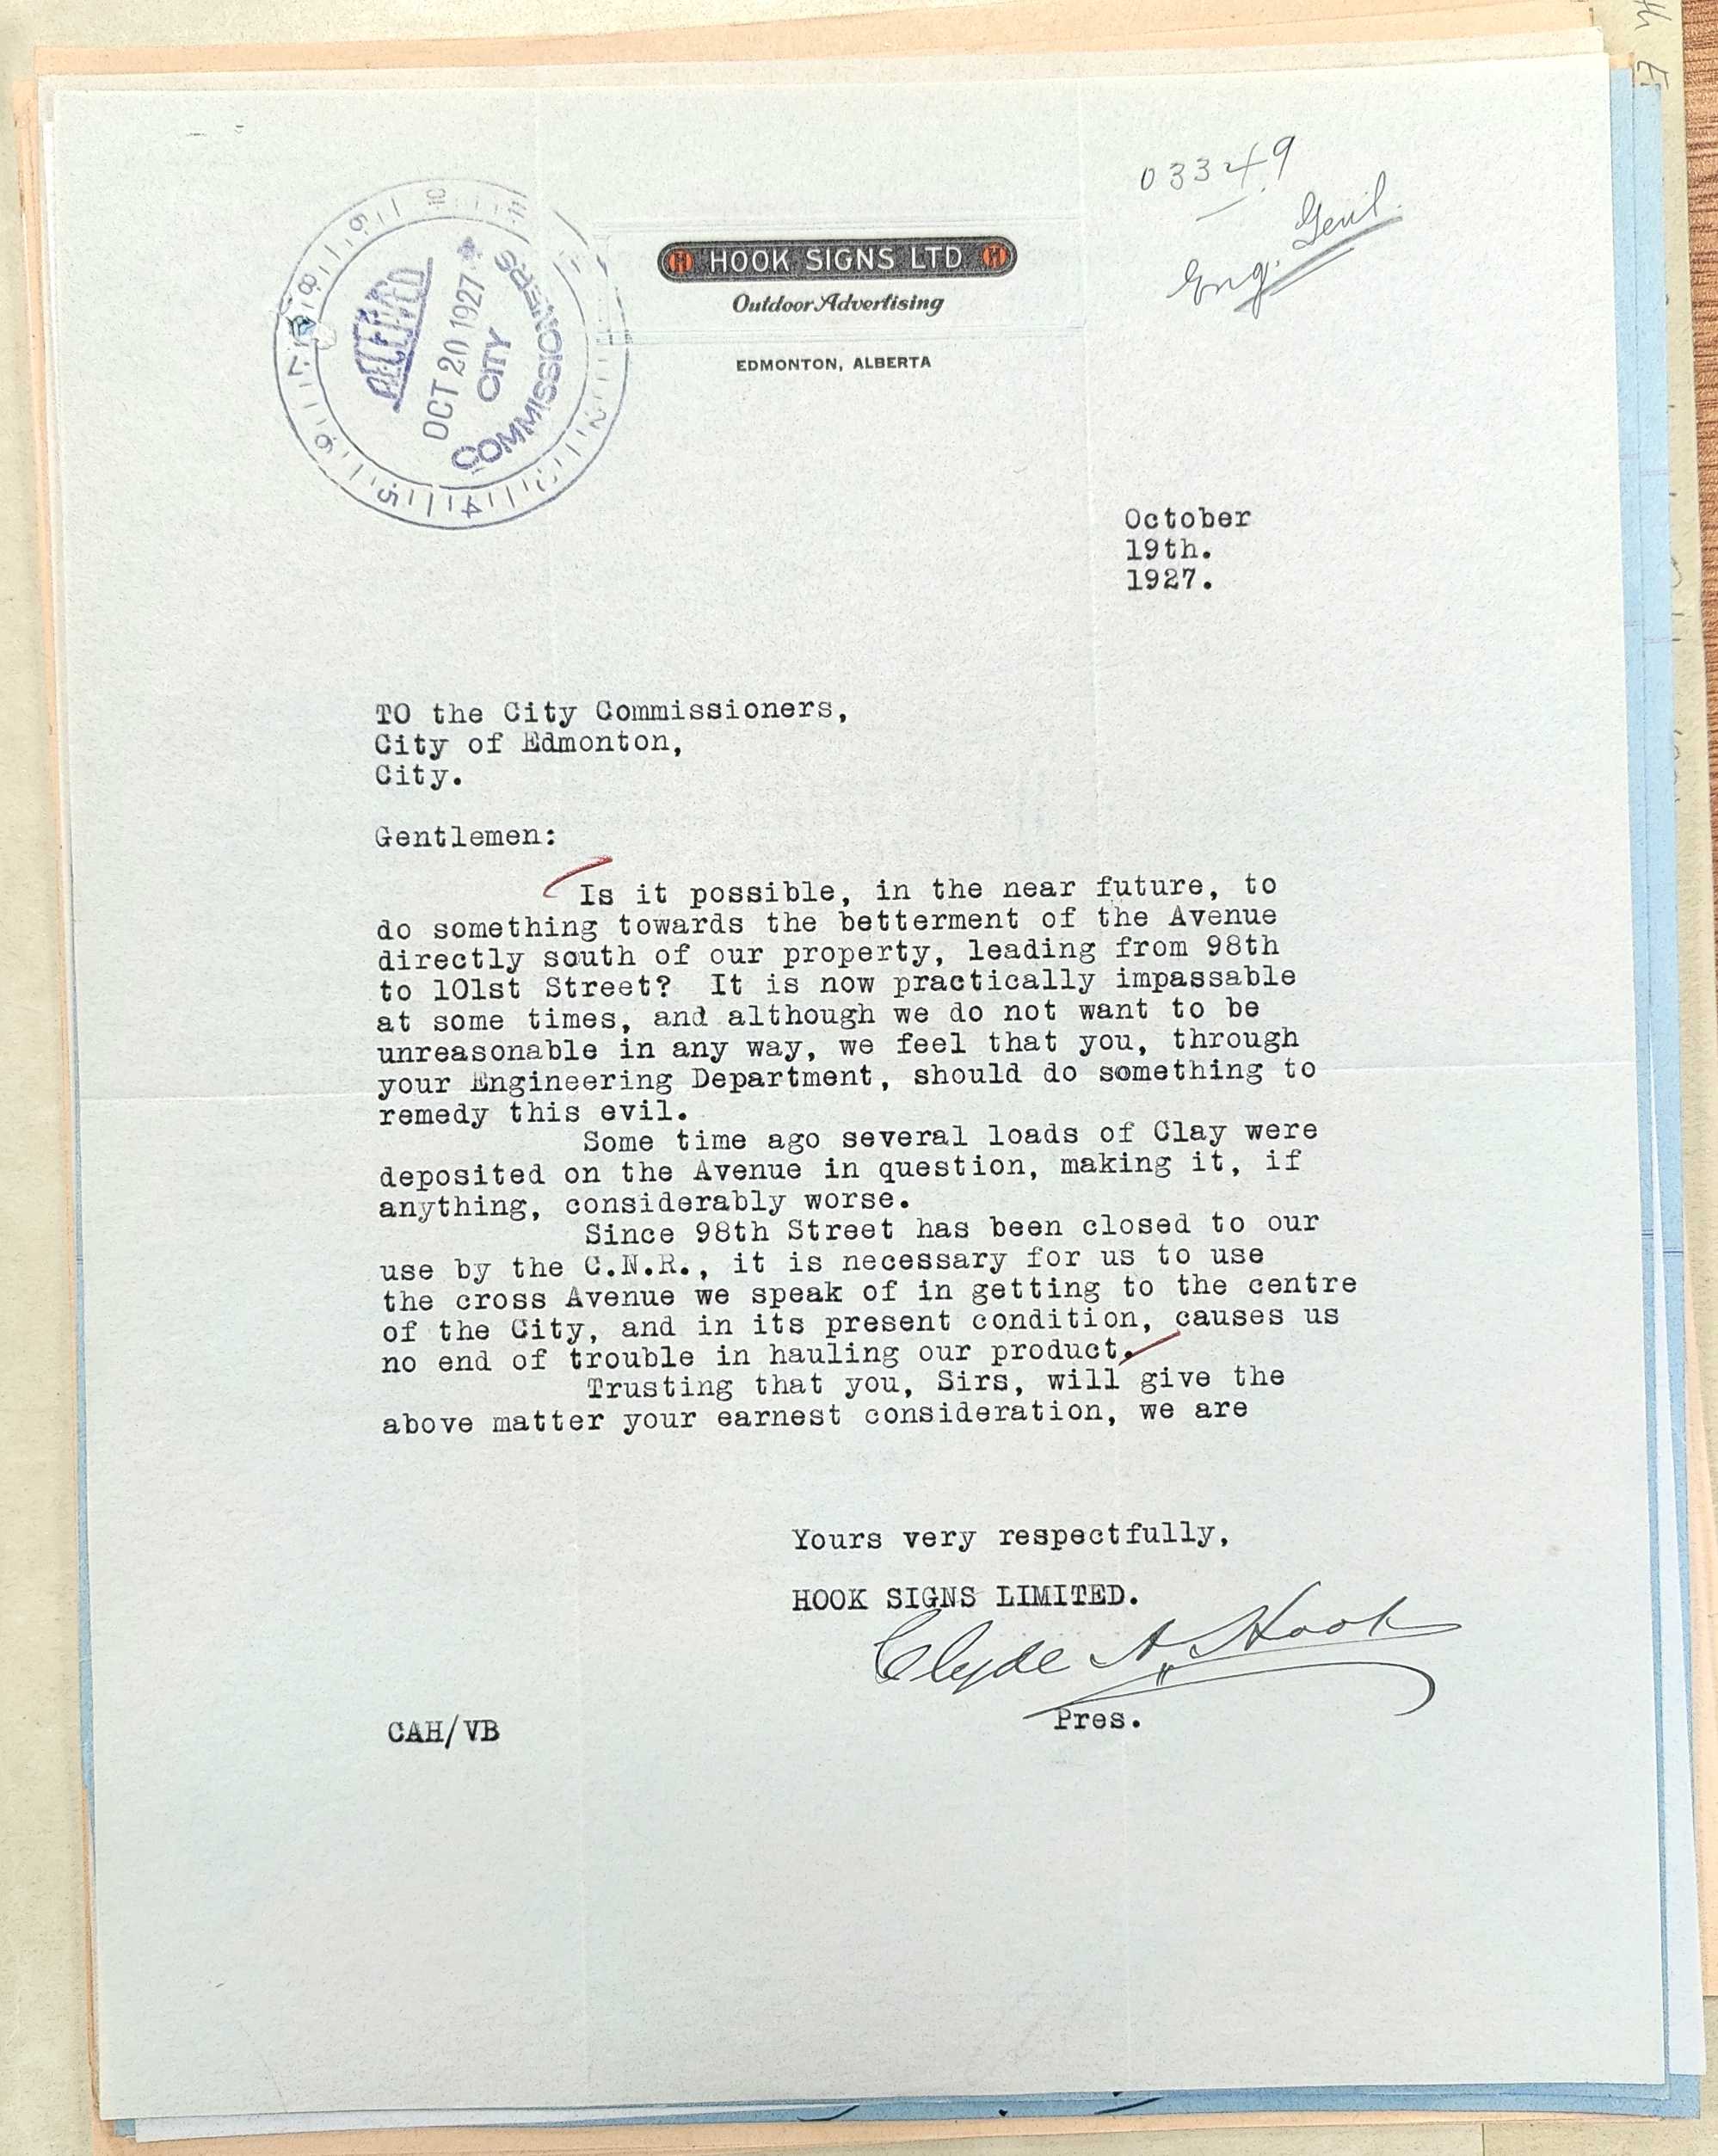 03349
Eng. Genl.
RECEIVED
OCT 20 1927
CITY
COMMISSIONERS
4 5 6 7 8 9 10 11
H HOOK SIGNS LTD H
Outdoor Advertising
EDMONTON, ALBERTA
October
19th.
1927.
TO the City Commissioners,
City of Edmonton,
City.
Gentlemen:
Is it possible, in the near future, to
do something towards the betterment of the Avenue
directly south of our property, leading from 98th
to 101st Street? It is now practically impassable
at some times, and although we do not want to be
unreasonable in any way, we feel that you, through
your Engineering Department, should do something to
remedy this evil.
Some time ago several loads of Clay were
deposited on the Avenue in question, making it, if
anything, considerably worse.
Since 98th Street has been closed to our
use by the C.N.R., it is necessary for us to use
the cross Avenue we speak of in getting to the centre
of the City, and in its present condition, causes us
no end of trouble in hauling our product.
Trusting that you, Sirs, will give the
above matter your earnest consideration, we are
Yours very respectfully,
HOOK SIGNS LIMITED.
Clyde A. Hook
Pres.
CAH/VB